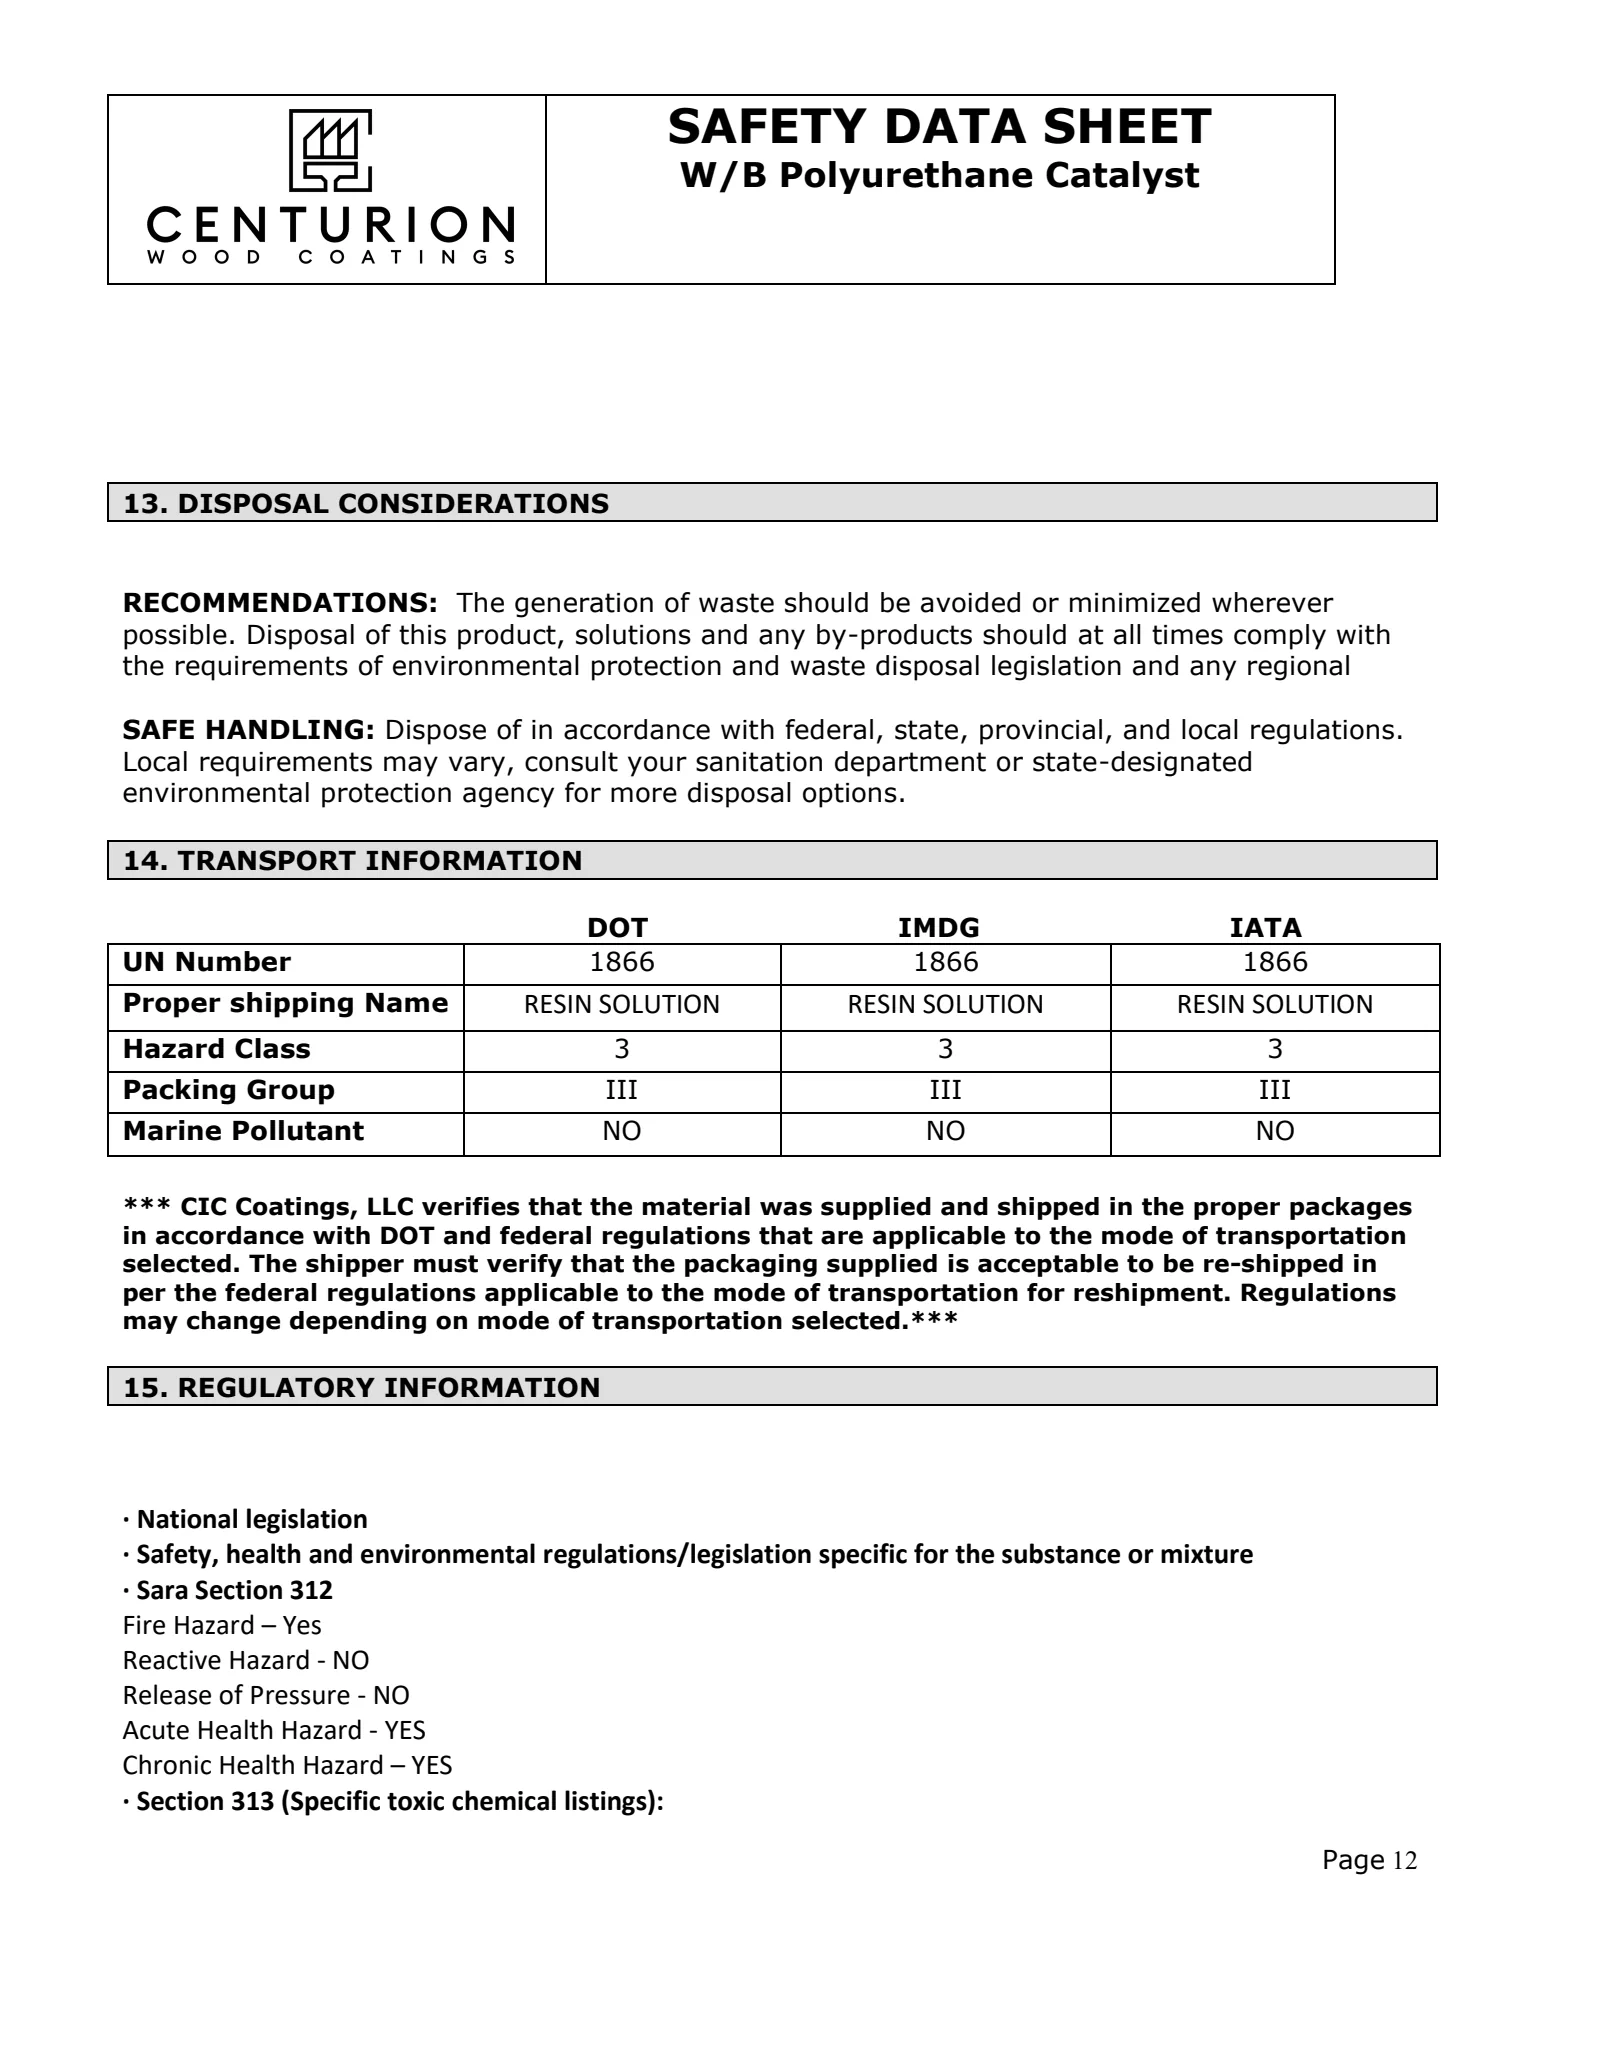 CENTURION
WOOD COATINGS
SAFETY DATA SHEET
W/B Polyurethane Catalyst
13. DISPOSAL CONSIDERATIONS
RECOMMENDATIONS: The generation of waste should be avoided or minimized wherever
possible. Disposal of this product, solutions and any by-products should at all times comply with
the requirements of environmental protection and waste disposal legislation and any regional
SAFE HANDLING: Dispose of in accordance with federal, state, provincial, and local regulations.
Local requirements may vary, consult your sanitation department or state-designated
environmental protection agency for more disposal options.
14. TRANSPORT INFORMATION
DOT IMDG IATA
UN Number 1866 1866 1866
Proper shipping Name RESIN SOLUTION RESIN SOLUTION RESIN SOLUTION
Hazard Class 3 3 3
Packing Group III III III
Marine Pollutant NO NO NO
*** CIC Coatings, LLC verifies that the material was supplied and shipped in the proper packages
in accordance with DOT and federal regulations that are applicable to the mode of transportation
selected. The shipper must verify that the packaging supplied is acceptable to be re-shipped in
per the federal regulations applicable to the mode of transportation for reshipment. Regulations
may change depending on mode of transportation selected.***
15. REGULATORY INFORMATION
· National legislation
· Safety, health and environmental regulations/legislation specific for the substance or mixture
· Sara Section 312
Fire Hazard – Yes
Reactive Hazard - NO
Release of Pressure - NO
Acute Health Hazard - YES
Chronic Health Hazard – YES
· Section 313 (Specific toxic chemical listings):
Page 12